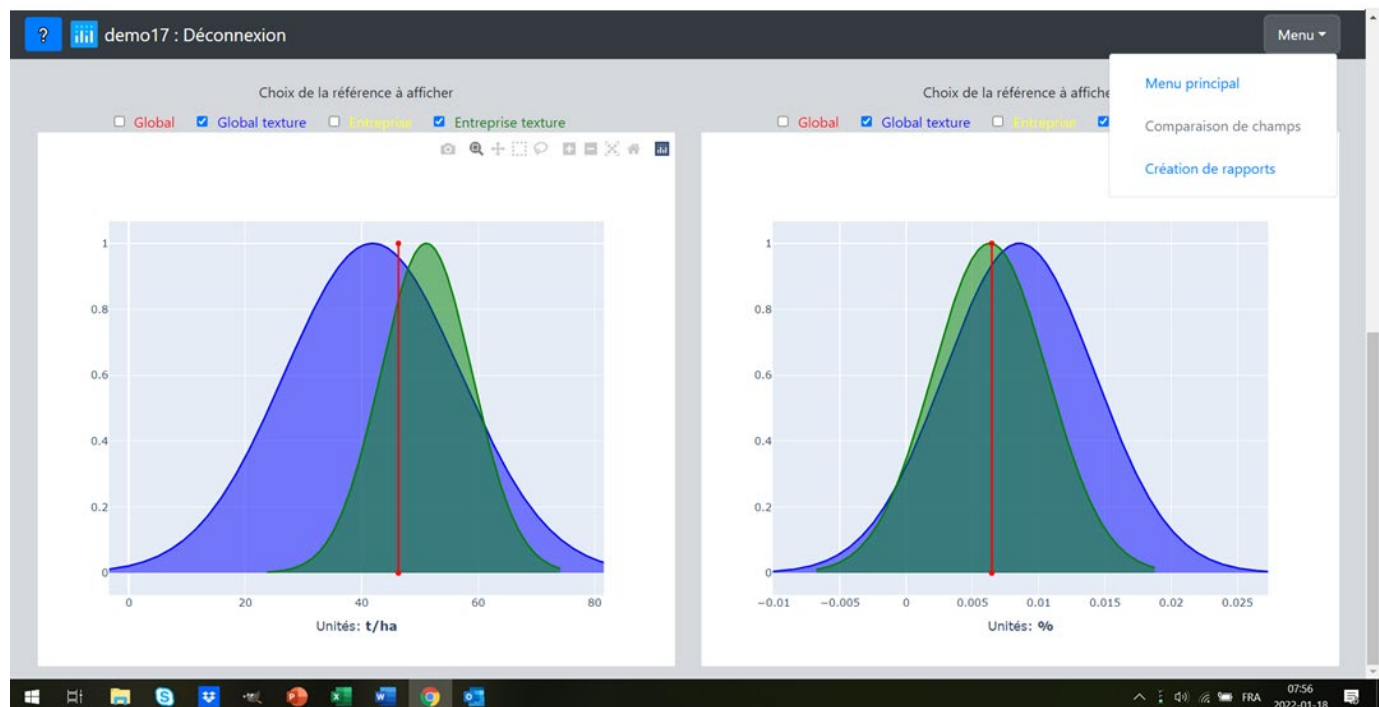 ? demo17 : Déconnexion Menu
Menu principal
Comparaison de champs
Création de rapports
Choix de la référence à afficher
Global Global texture Entreprise Entreprise texture
1
0.8
0.6
0.4
0.2
0
0 20 40 60 80
Unités: t/ha
Choix de la référence à affiche
Global Global texture Entreprise
1
0.8
0.6
0.4
0.2
0
−0.01 −0.005 0 0.005 0.01 0.015 0.02 0.025
Unités: %
FRA
07:56
2022-01-18